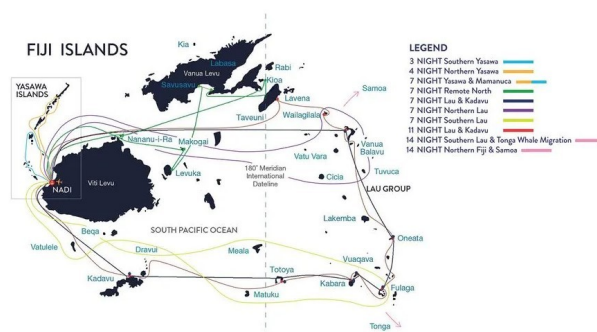 FIJI ISLANDS
Kia
Labasa
Vanua Levu
Savusavu
Rabi
Kioa
Lavena
Taveuni
Wailagilala
Samoa
YASAWA
ISLANDS
Nananu-i-Ra
Makogai
Levuka
Vanua
Balavu
Vatu Vara
Tuvuca
180° Meridian
International
Dateline
Cicia
LAU GROUP
NADI
Viti Levu
Lakemba
SOUTH PACIFIC OCEAN
Oneata
Beqa
Vatulele
Dravui
Meala
Vuaqava
Kadavu
Totoya
Matuku
Kabara
Fulaga
Tonga
LEGEND
3 NIGHT Southern Yasawa
4 NIGHT Northern Yasawa
7 NIGHT Yasawa & Mamanuca
7 NIGHT Remote North
7 NIGHT Lau & Kadavu
7 NIGHT Northern Lau
7 NIGHT Southern Lau
11 NIGHT Lau & Kadavu
14 NIGHT Southern Lau & Tonga Whale Migration
14 NIGHT Northern Fiji & Samoa